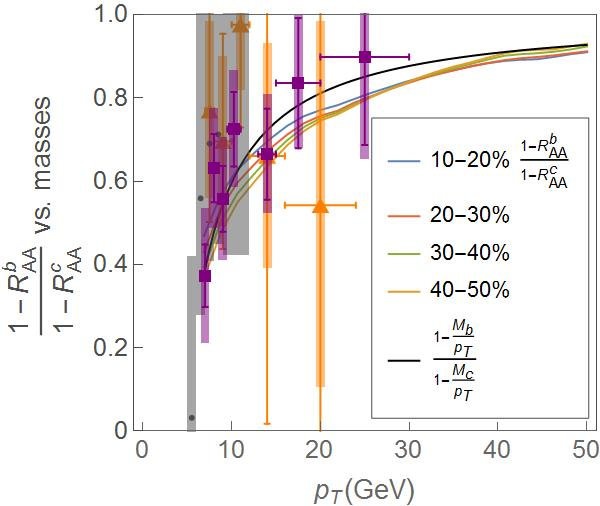 1.0
0.8
0.6
0.4
0.2
0
0 10 20 30 40 50
p_T(GeV)
1−R^b_AA / 1−R^c_AA vs. masses
10−20% 1−R^b_AA / 1−R^c_AA
20−30%
30−40%
40−50%
1−M_b/p_T / 1−M_c/p_T